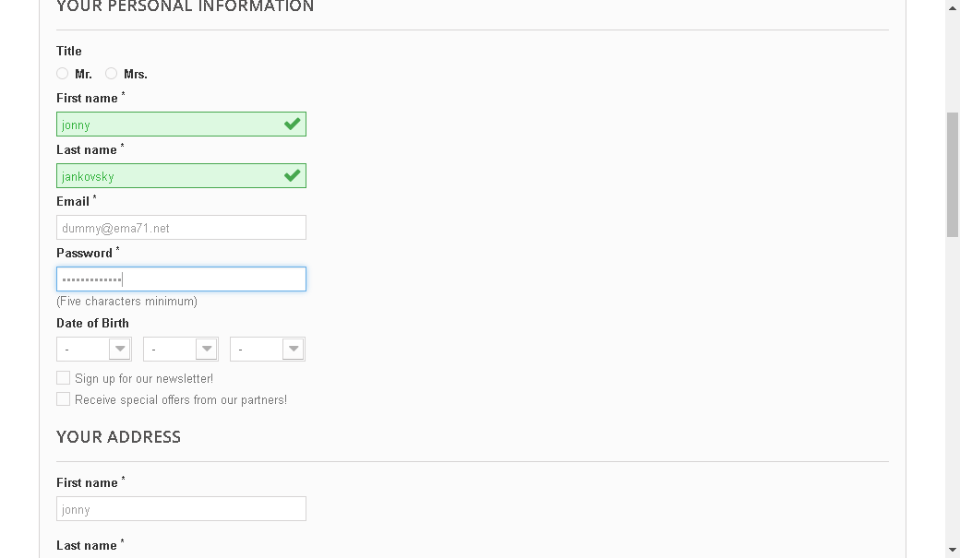 YOUR PERSONAL INFORMATION
Title
Mr. Mrs.
First name *
jonny
Last name *
jankovsky
Email *
dummy@ema71.net
Password *
•••••••••••••
(Five characters minimum)
Date of Birth
- - -
Sign up for our newsletter!
Receive special offers from our partners!
YOUR ADDRESS
First name *
jonny
Last name *